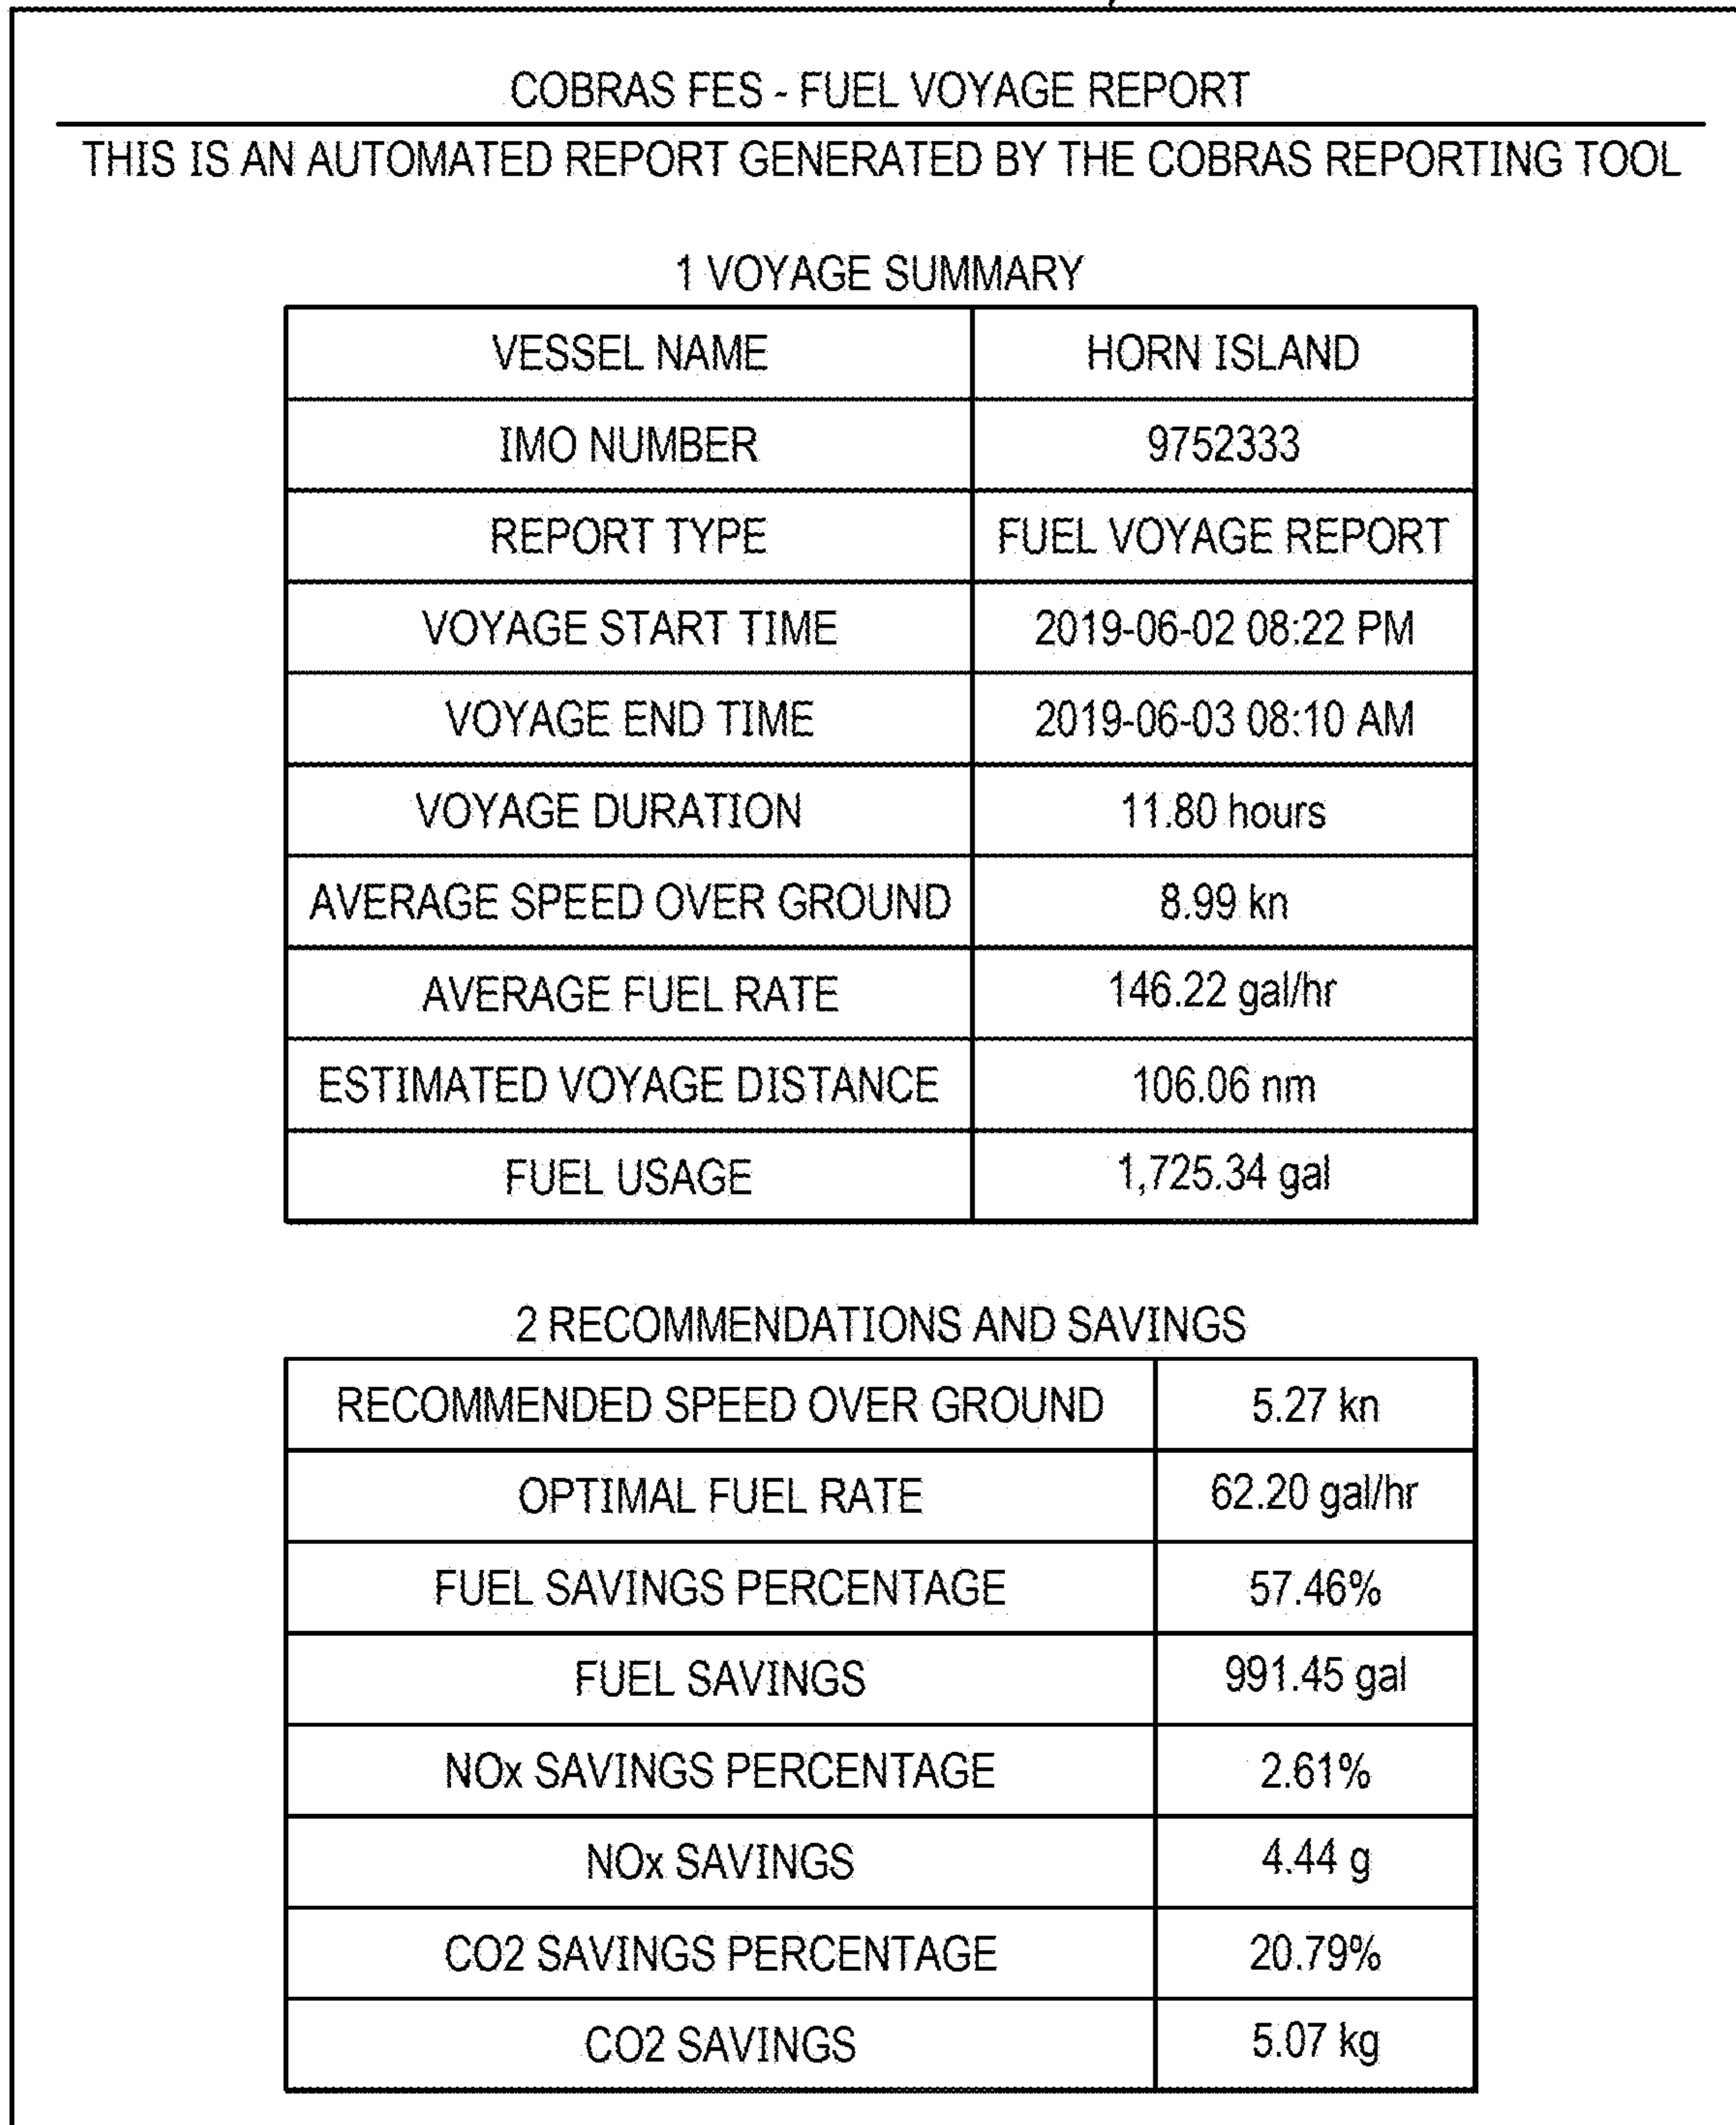 COBRAS FES - FUEL VOYAGE REPORT
THIS IS AN AUTOMATED REPORT GENERATED BY THE COBRAS REPORTING TOOL
1 VOYAGE SUMMARY
VESSEL NAME HORN ISLAND
IMO NUMBER 9752333
REPORT TYPE FUEL VOYAGE REPORT
VOYAGE START TIME 2019-06-02 08:22 PM
VOYAGE END TIME 2019-06-03 08:10 AM
VOYAGE DURATION 11.80 hours
AVERAGE SPEED OVER GROUND 8.99 kn
AVERAGE FUEL RATE 146.22 gal/hr
ESTIMATED VOYAGE DISTANCE 106.06 nm
FUEL USAGE 1,725.34 gal
2 RECOMMENDATIONS AND SAVINGS
RECOMMENDED SPEED OVER GROUND 5.27 kn
OPTIMAL FUEL RATE 62.20 gal/hr
FUEL SAVINGS PERCENTAGE 57.46%
FUEL SAVINGS 991.45 gal
NOx SAVINGS PERCENTAGE 2.61%
NOx SAVINGS 4.44 g
CO2 SAVINGS PERCENTAGE 20.79%
CO2 SAVINGS 5.07 kg